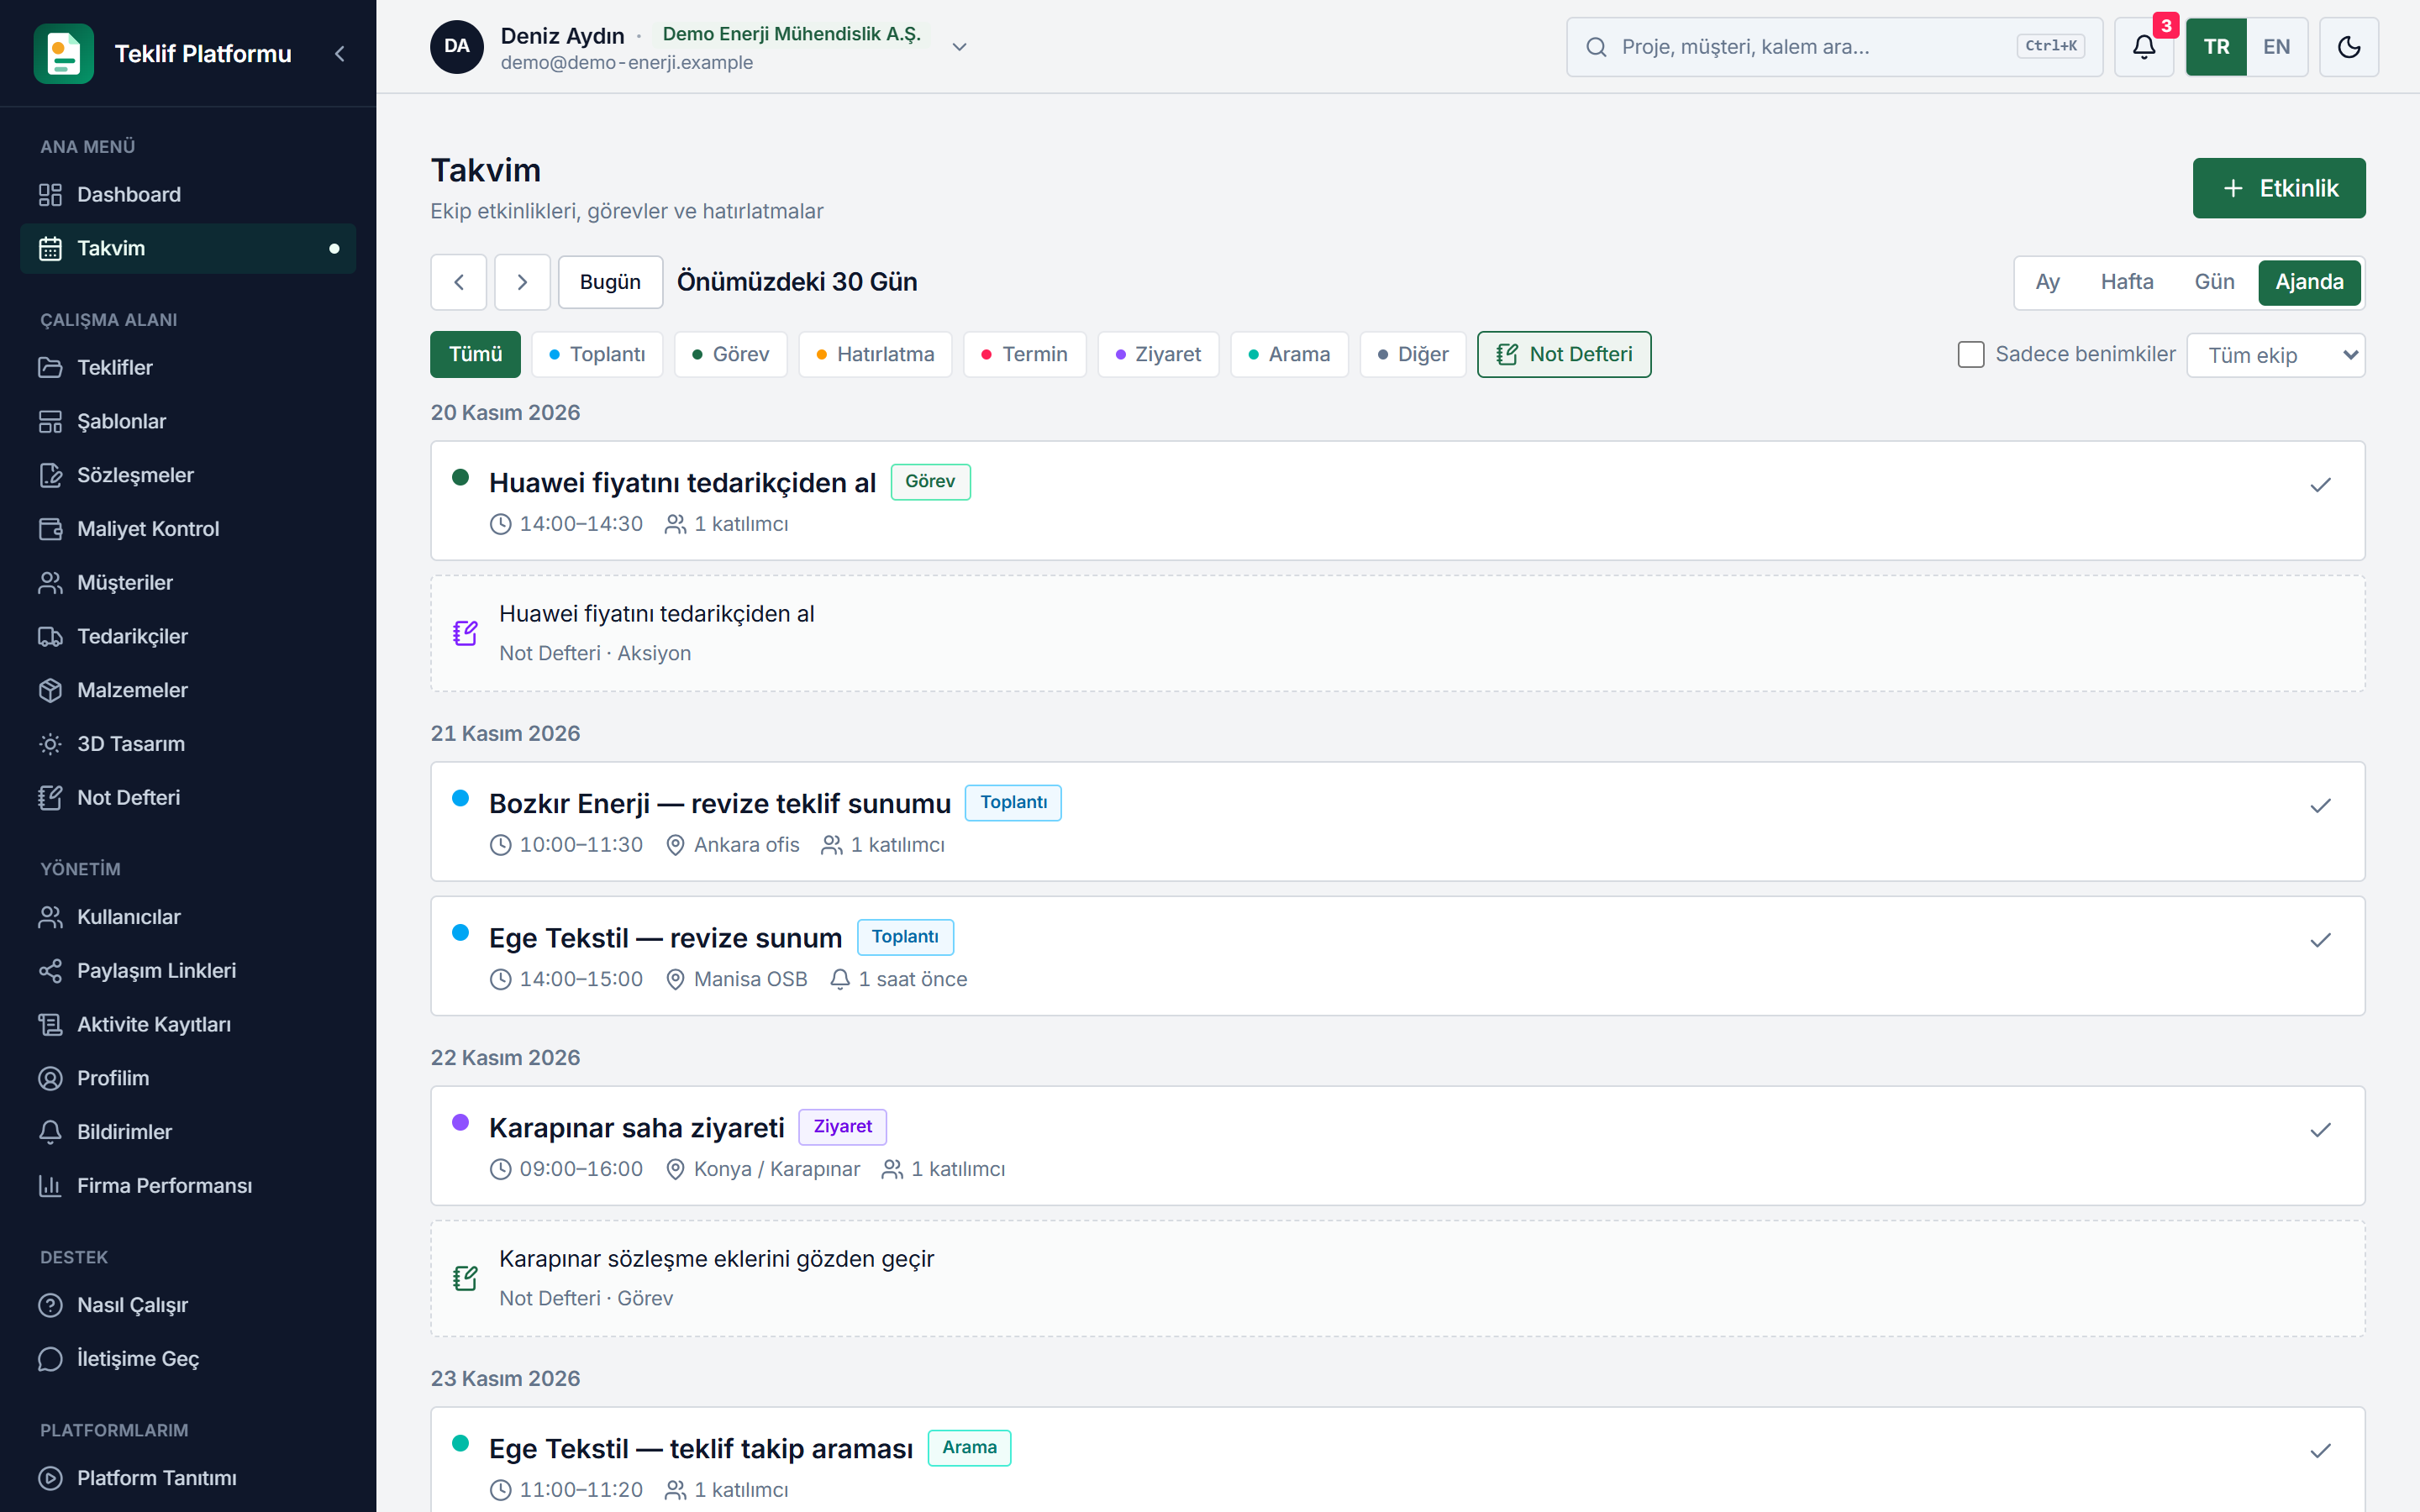 Teklif Platformu
ANA MENÜ
Dashboard
Takvim
ÇALIŞMA ALANI
Teklifler
Şablonlar
Sözleşmeler
Maliyet Kontrol
Müşteriler
Tedarikçiler
Malzemeler
3D Tasarım
Not Defteri
YÖNETİM
Kullanıcılar
Paylaşım Linkleri
Aktivite Kayıtları
Profilim
Bildirimler
Firma Performansı
DESTEK
Nasıl Çalışır
İletişime Geç
PLATFORMLARIM
Platform Tanıtımı
DA
Deniz Aydın · Demo Enerji Mühendislik A.Ş.
demo@demo-enerji.example
Proje, müşteri, kalem ara... Ctrl+K
3
TR EN
Takvim
Ekip etkinlikleri, görevler ve hatırlatmalar
+ Etkinlik
Bugün Önümüzdeki 30 Gün
Ay Hafta Gün Ajanda
Tümü Toplantı Görev Hatırlatma Termin Ziyaret Arama Diğer Not Defteri
Sadece benimkiler Tüm ekip
20 Kasım 2026
Huawei fiyatını tedarikçiden al Görev
14:00–14:30 1 katılımcı
Huawei fiyatını tedarikçiden al
Not Defteri · Aksiyon
21 Kasım 2026
Bozkır Enerji — revize teklif sunumu Toplantı
10:00–11:30 Ankara ofis 1 katılımcı
Ege Tekstil — revize sunum Toplantı
14:00–15:00 Manisa OSB 1 saat önce
22 Kasım 2026
Karapınar saha ziyareti Ziyaret
09:00–16:00 Konya / Karapınar 1 katılımcı
Karapınar sözleşme eklerini gözden geçir
Not Defteri · Görev
23 Kasım 2026
Ege Tekstil — teklif takip araması Arama
11:00–11:20 1 katılımcı